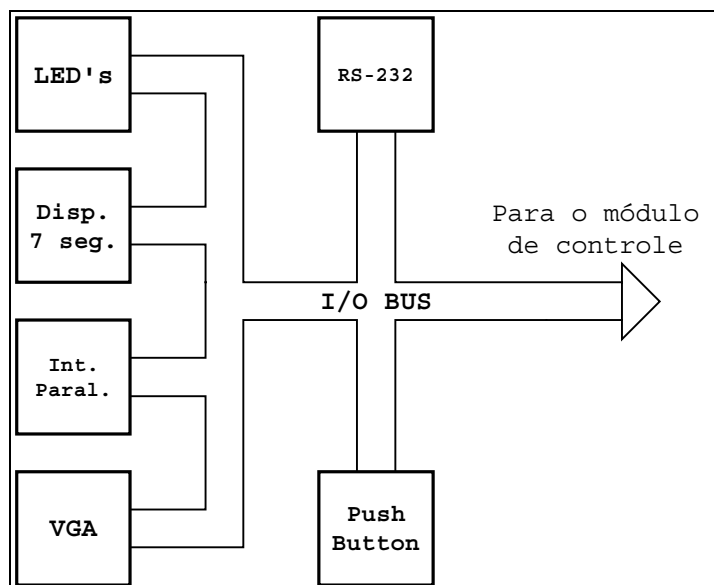 LED's
RS-232
Disp.
7 seg.
Para o módulo
de controle
I/O BUS
Int.
Paral.
VGA
Push
Button